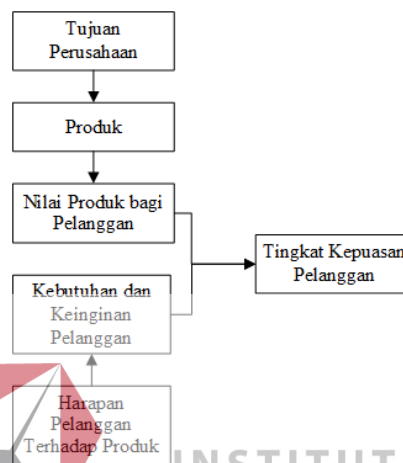 Tujuan
Perusahaan
Produk
Nilai Produk bagi
Pelanggan
Tingkat Kepuasan
Pelanggan
Kebutuhan dan
Keinginan
Pelanggan
Harapan
Pelanggan
Terhadap Produk
INSTITUT